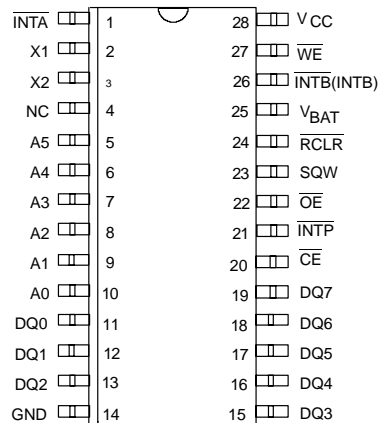 INTA 1 28 VCC
X1 2 27 WE
X2 3 26 INTB(INTB)
NC 4 25 VBAT
A5 5 24 RCLR
A4 6 23 SQW
A3 7 22 OE
A2 8 21 INTP
A1 9 20 CE
A0 10 19 DQ7
DQ0 11 18 DQ6
DQ1 12 17 DQ5
DQ2 13 16 DQ4
GND 14 15 DQ3